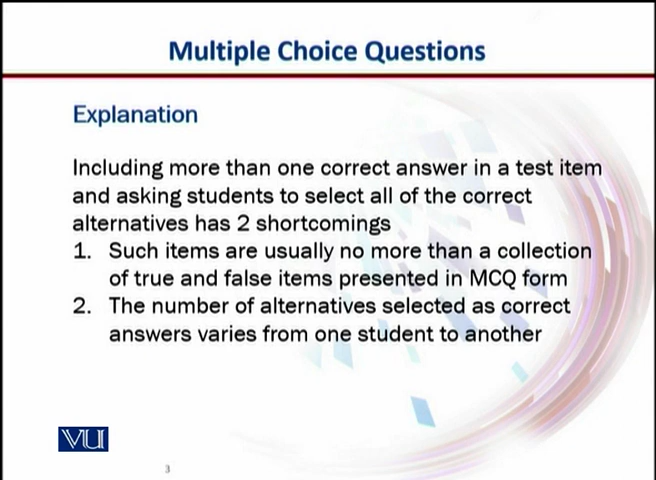 Multiple Choice Questions
Explanation
Including more than one correct answer in a test item
and asking students to select all of the correct
alternatives has 2 shortcomings
1. Such items are usually no more than a collection
of true and false items presented in MCQ form
2. The number of alternatives selected as correct
answers varies from one student to another
VU
3